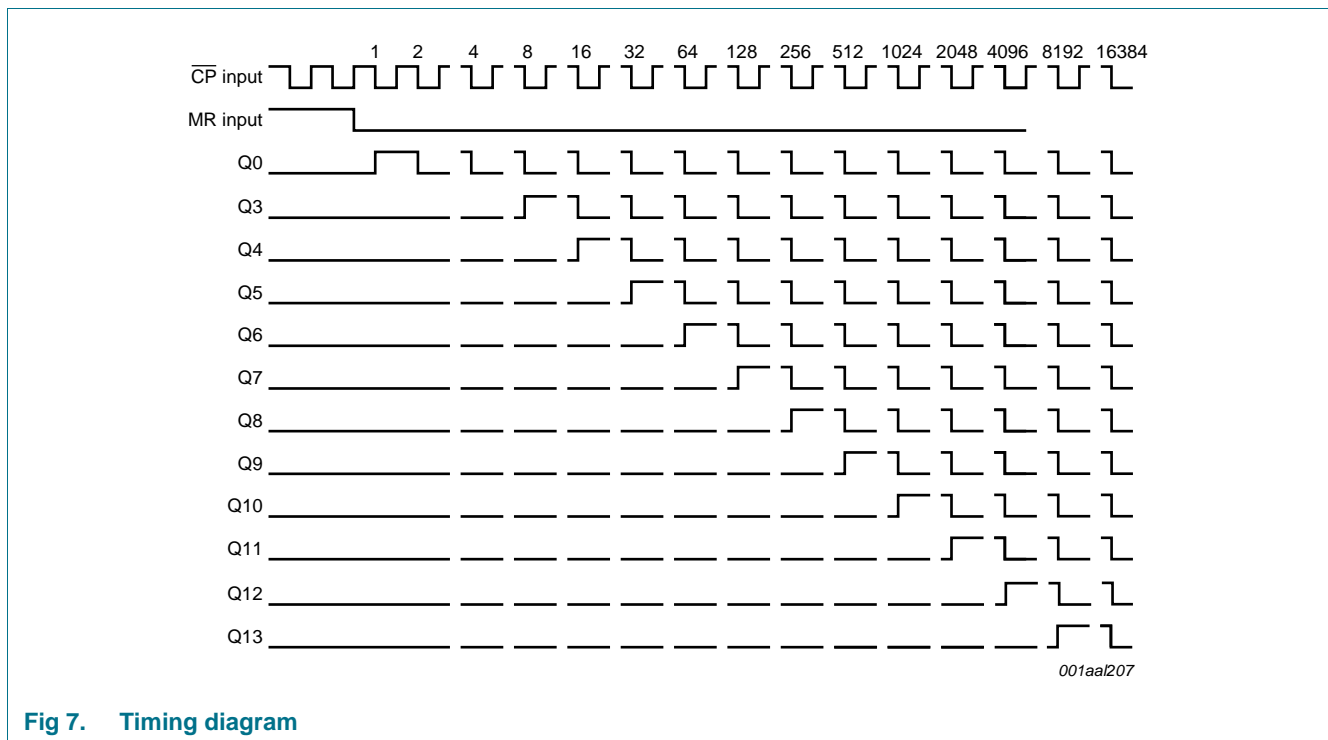 1 2 4 8 16 32 64 128 256 512 1024 2048 4096 8192 16384
CP input
MR input
Q0
Q3
Q4
Q5
Q6
Q7
Q8
Q9
Q10
Q11
Q12
Q13
001aal207
Fig 7. Timing diagram